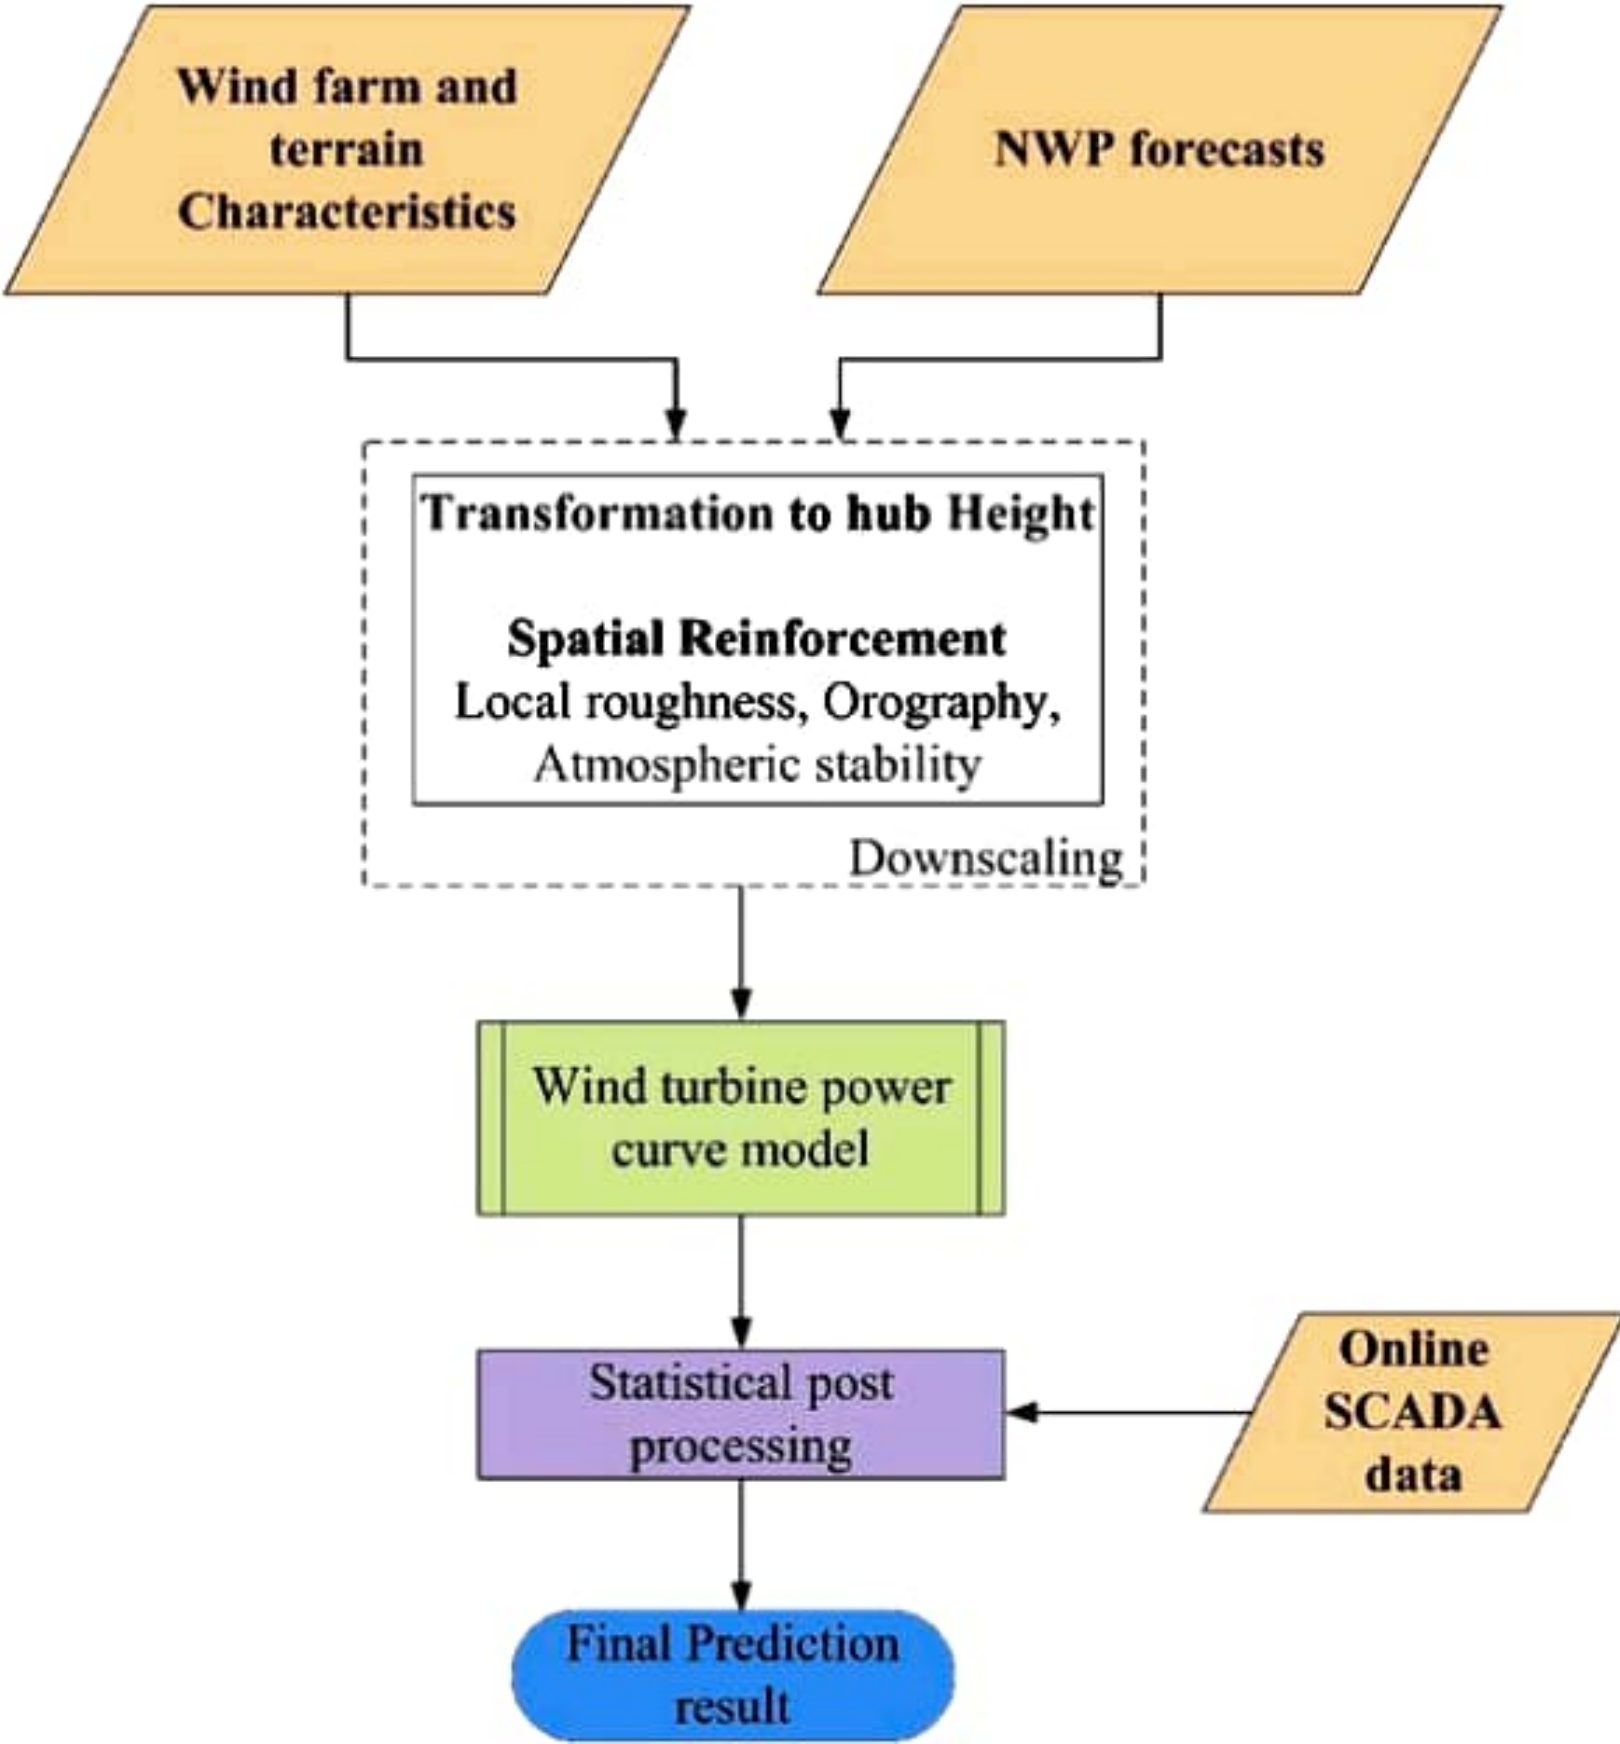 Wind farm and
terrain
Characteristics
NWP forecasts
Transformation to hub Height
Spatial Reinforcement
Local roughness, Orography,
Atmospheric stability
Downscaling
Wind turbine power
curve model
Statistical post
processing
Online
SCADA
data
Final Prediction
result